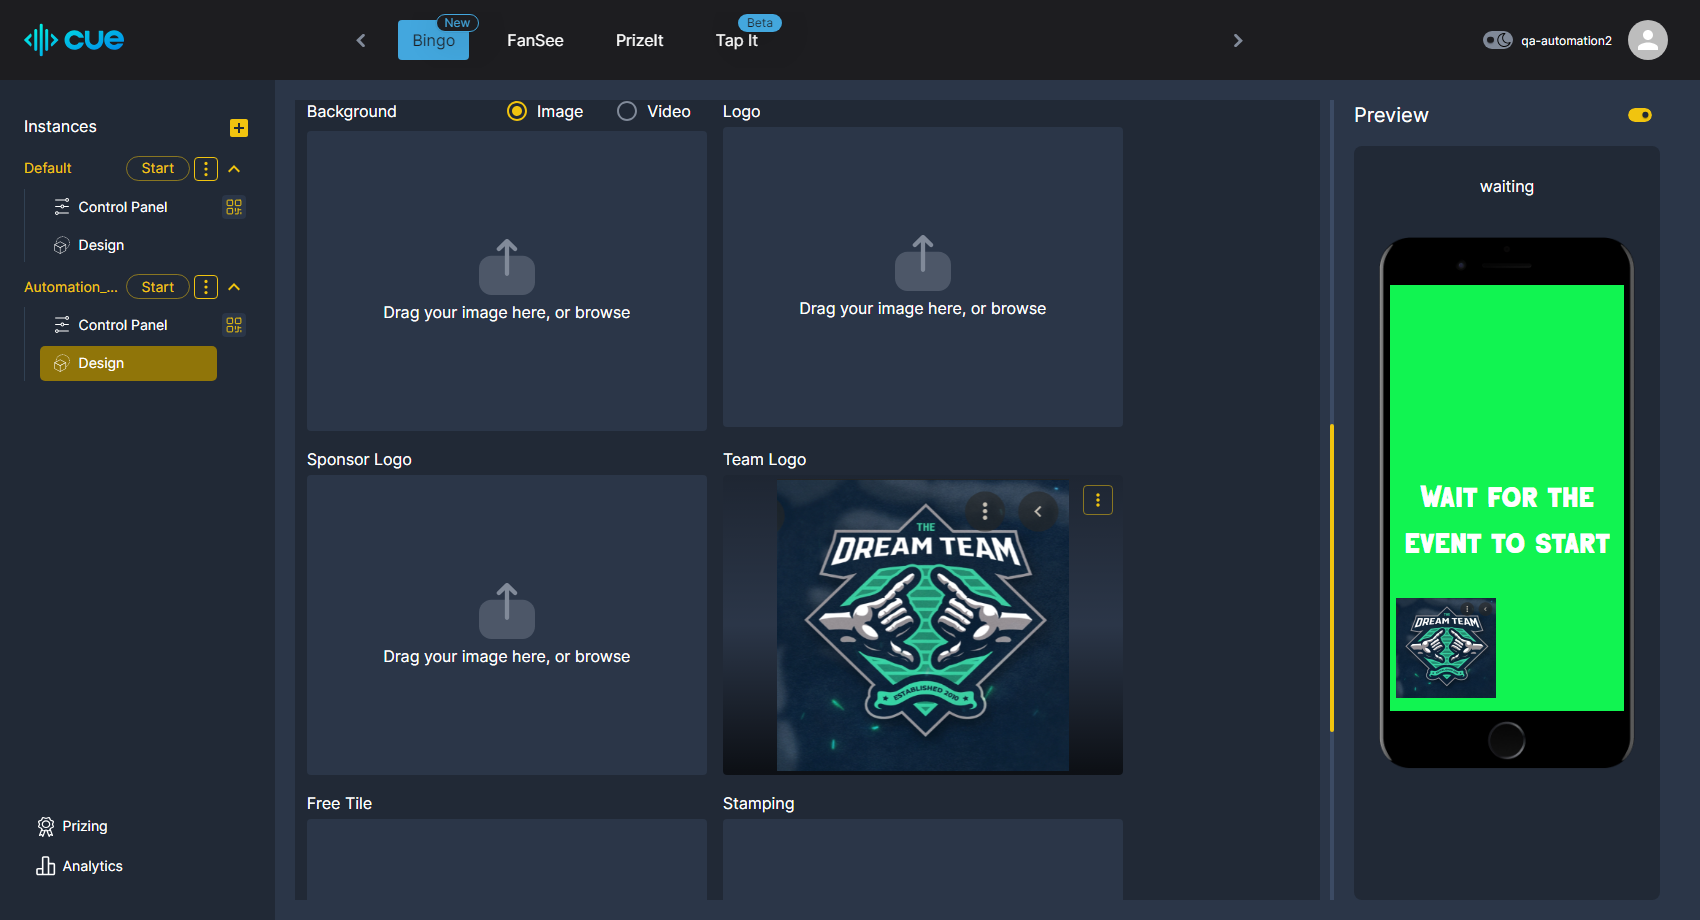 cue
Bingo
New
FanSee
PrizeIt
Tap It
Beta
qa-automation2
Instances
Default
Start
Control Panel
Design
Automation_...
Start
Control Panel
Design
Prizing
Analytics
Background
Image
Video
Logo
Drag your image here, or browse
Drag your image here, or browse
Sponsor Logo
Team Logo
Drag your image here, or browse
THE
DREAM TEAM
ESTABLISHED 2010
Free Tile
Stamping
Preview
waiting
WAIT FOR THE
EVENT TO START
THE
DREAM TEAM